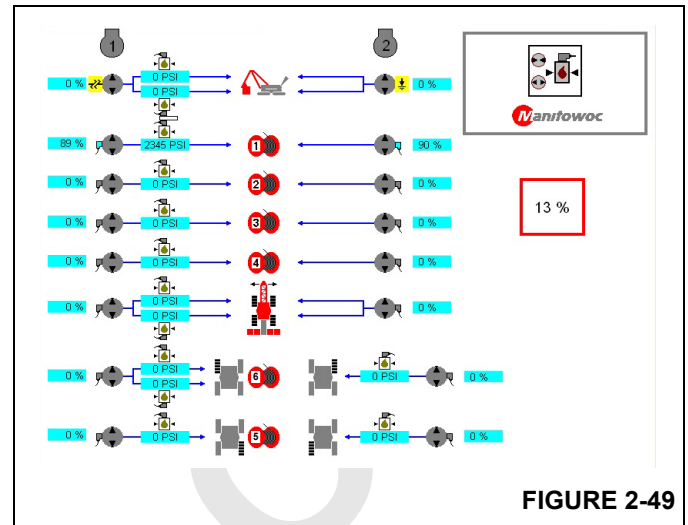 1 2
0 % 0 PSI 0 %
0 PSI
Manitowoc
89 % 2345 PSI 1 90 %
0 % 0 PSI 2 0 %
13 %
0 % 0 PSI 3 0 %
0 % 0 PSI 4 0 %
0 % 0 PSI 0 %
0 PSI
0 % 0 PSI 6 0 PSI 0 %
0 PSI
0 % 0 PSI 5 0 PSI 0 %
FIGURE 2-49